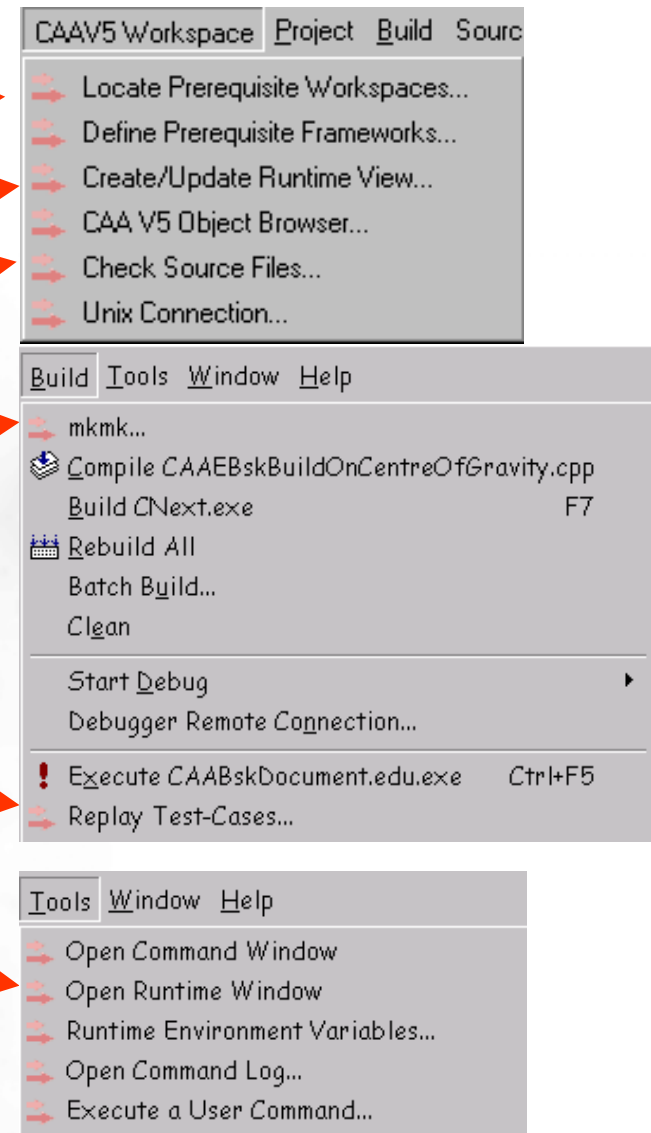 CAAV5 Workspace Project Build Sourc
Locate Prerequisite Workspaces...
Define Prerequisite Frameworks...
Create/Update Runtime View...
CAA V5 Object Browser...
Check Source Files...
Unix Connection...
Build Tools Window Help
mkmk...
Compile CAAEBskBuildOnCentreOfGravity.cpp
Build CNext.exe F7
Rebuild All
Batch Build...
Clean
Start Debug
Debugger Remote Connection...
Execute CAABskDocument.edu.exe Ctrl+F5
Replay Test-Cases...
Tools Window Help
Open Command Window
Open Runtime Window
Runtime Environment Variables...
Open Command Log...
Execute a User Command...